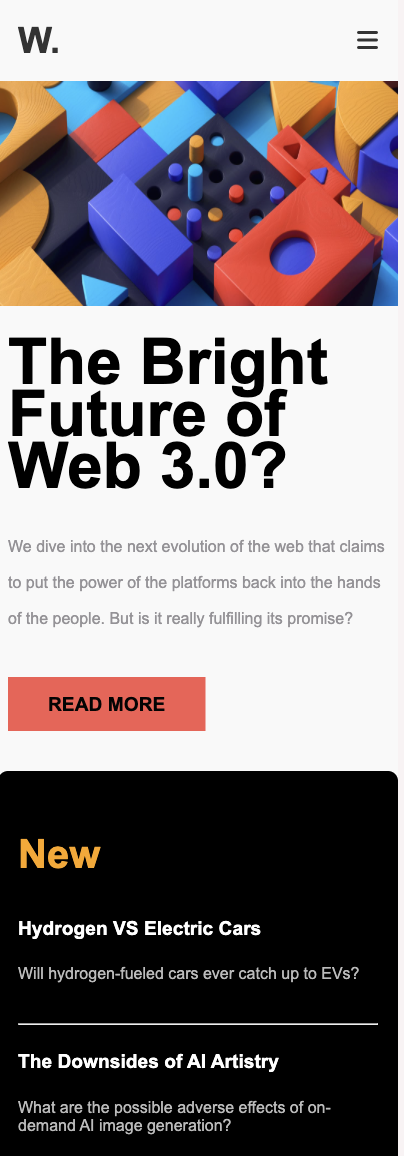 W.
The Bright
Future of
Web 3.0?
We dive into the next evolution of the web that claims
to put the power of the platforms back into the hands
of the people. But is it really fulfilling its promise?
READ MORE
New
Hydrogen VS Electric Cars
Will hydrogen-fueled cars ever catch up to EVs?
The Downsides of AI Artistry
What are the possible adverse effects of on-
demand AI image generation?